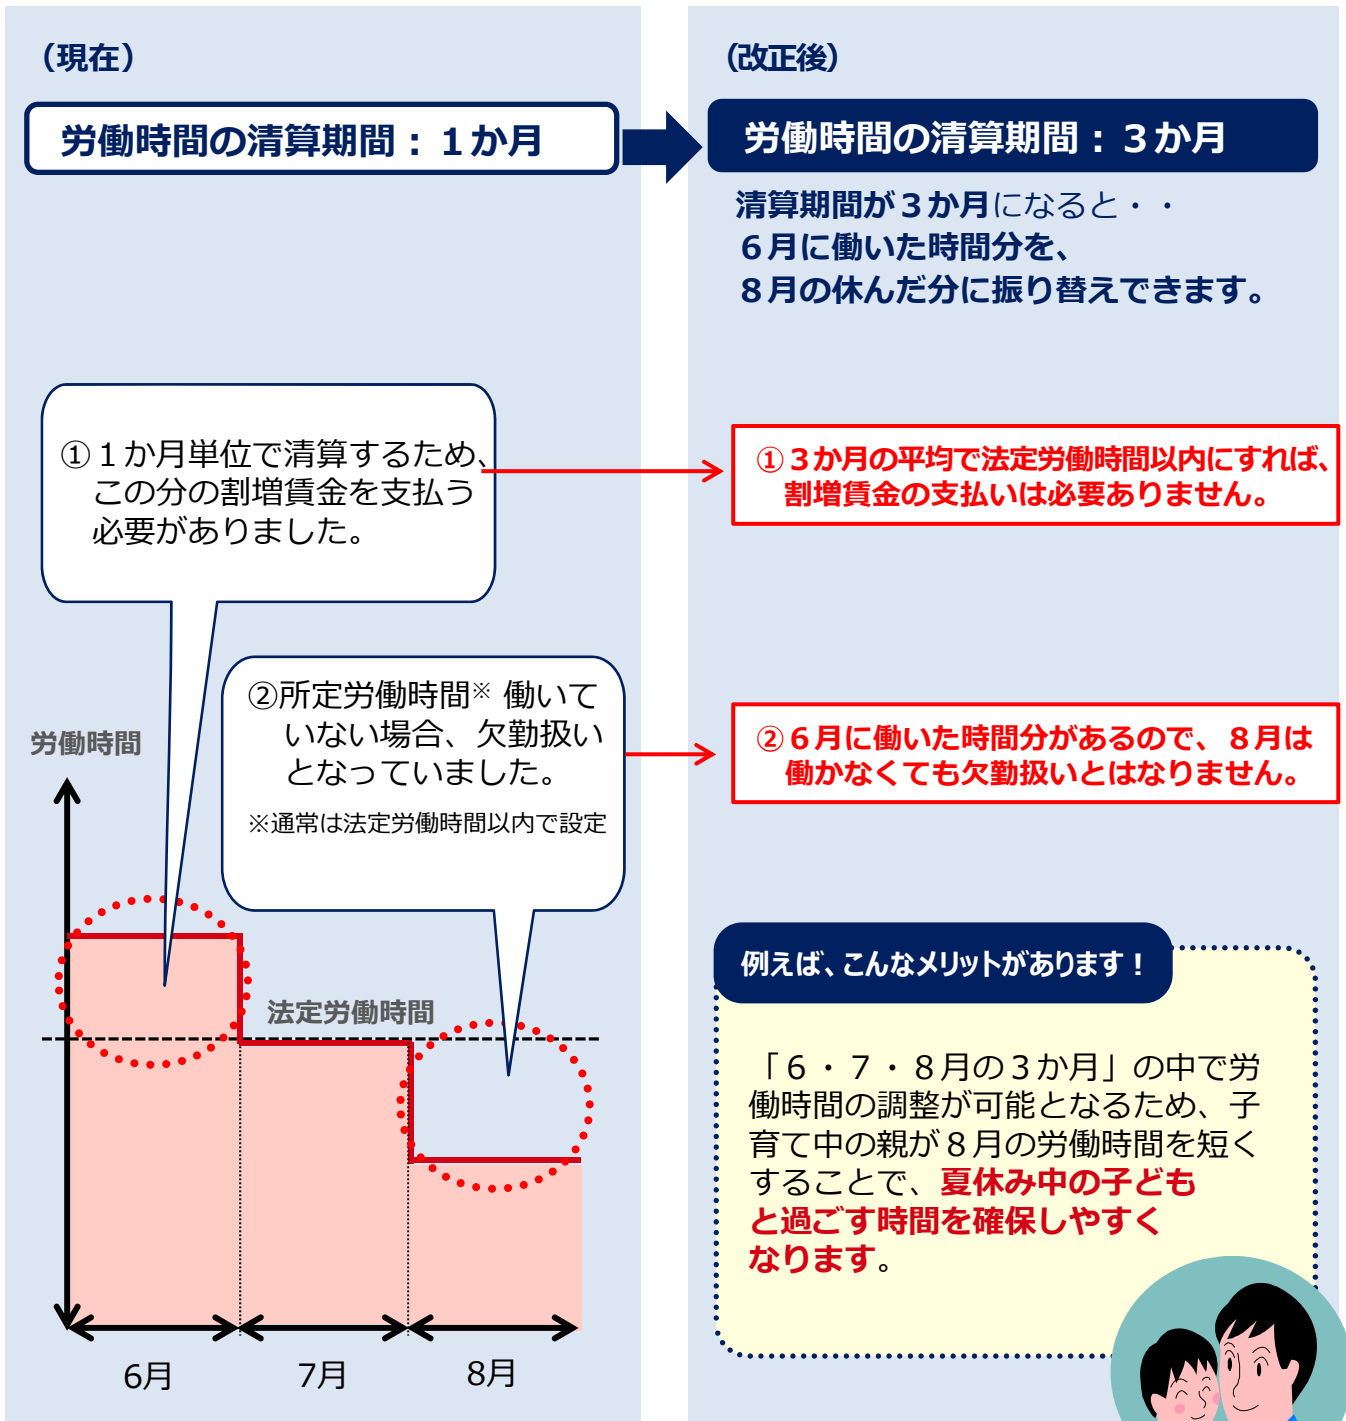 （現在）
労働時間の清算期間：１か月
①１か月単位で清算するため、
この分の割増賃金を支払う
必要がありました。
②所定労働時間※ 働いて
いない場合、欠勤扱い
となっていました。
※通常は法定労働時間以内で設定
労働時間
法定労働時間
6月
7月
8月
（改正後）
労働時間の清算期間：３か月
清算期間が３か月になると・・
６月に働いた時間分を、
８月の休んだ分に振り替えできます。
①３か月の平均で法定労働時間以内にすれば、
割増賃金の支払いは必要ありません。
②６月に働いた時間分があるので、８月は
働かなくても欠勤扱いとはなりません。
例えば、こんなメリットがあります！
「６・７・８月の３か月」の中で労
働時間の調整が可能となるため、子
育て中の親が８月の労働時間を短く
することで、夏休み中の子ども
と過ごす時間を確保しやすく
なります。